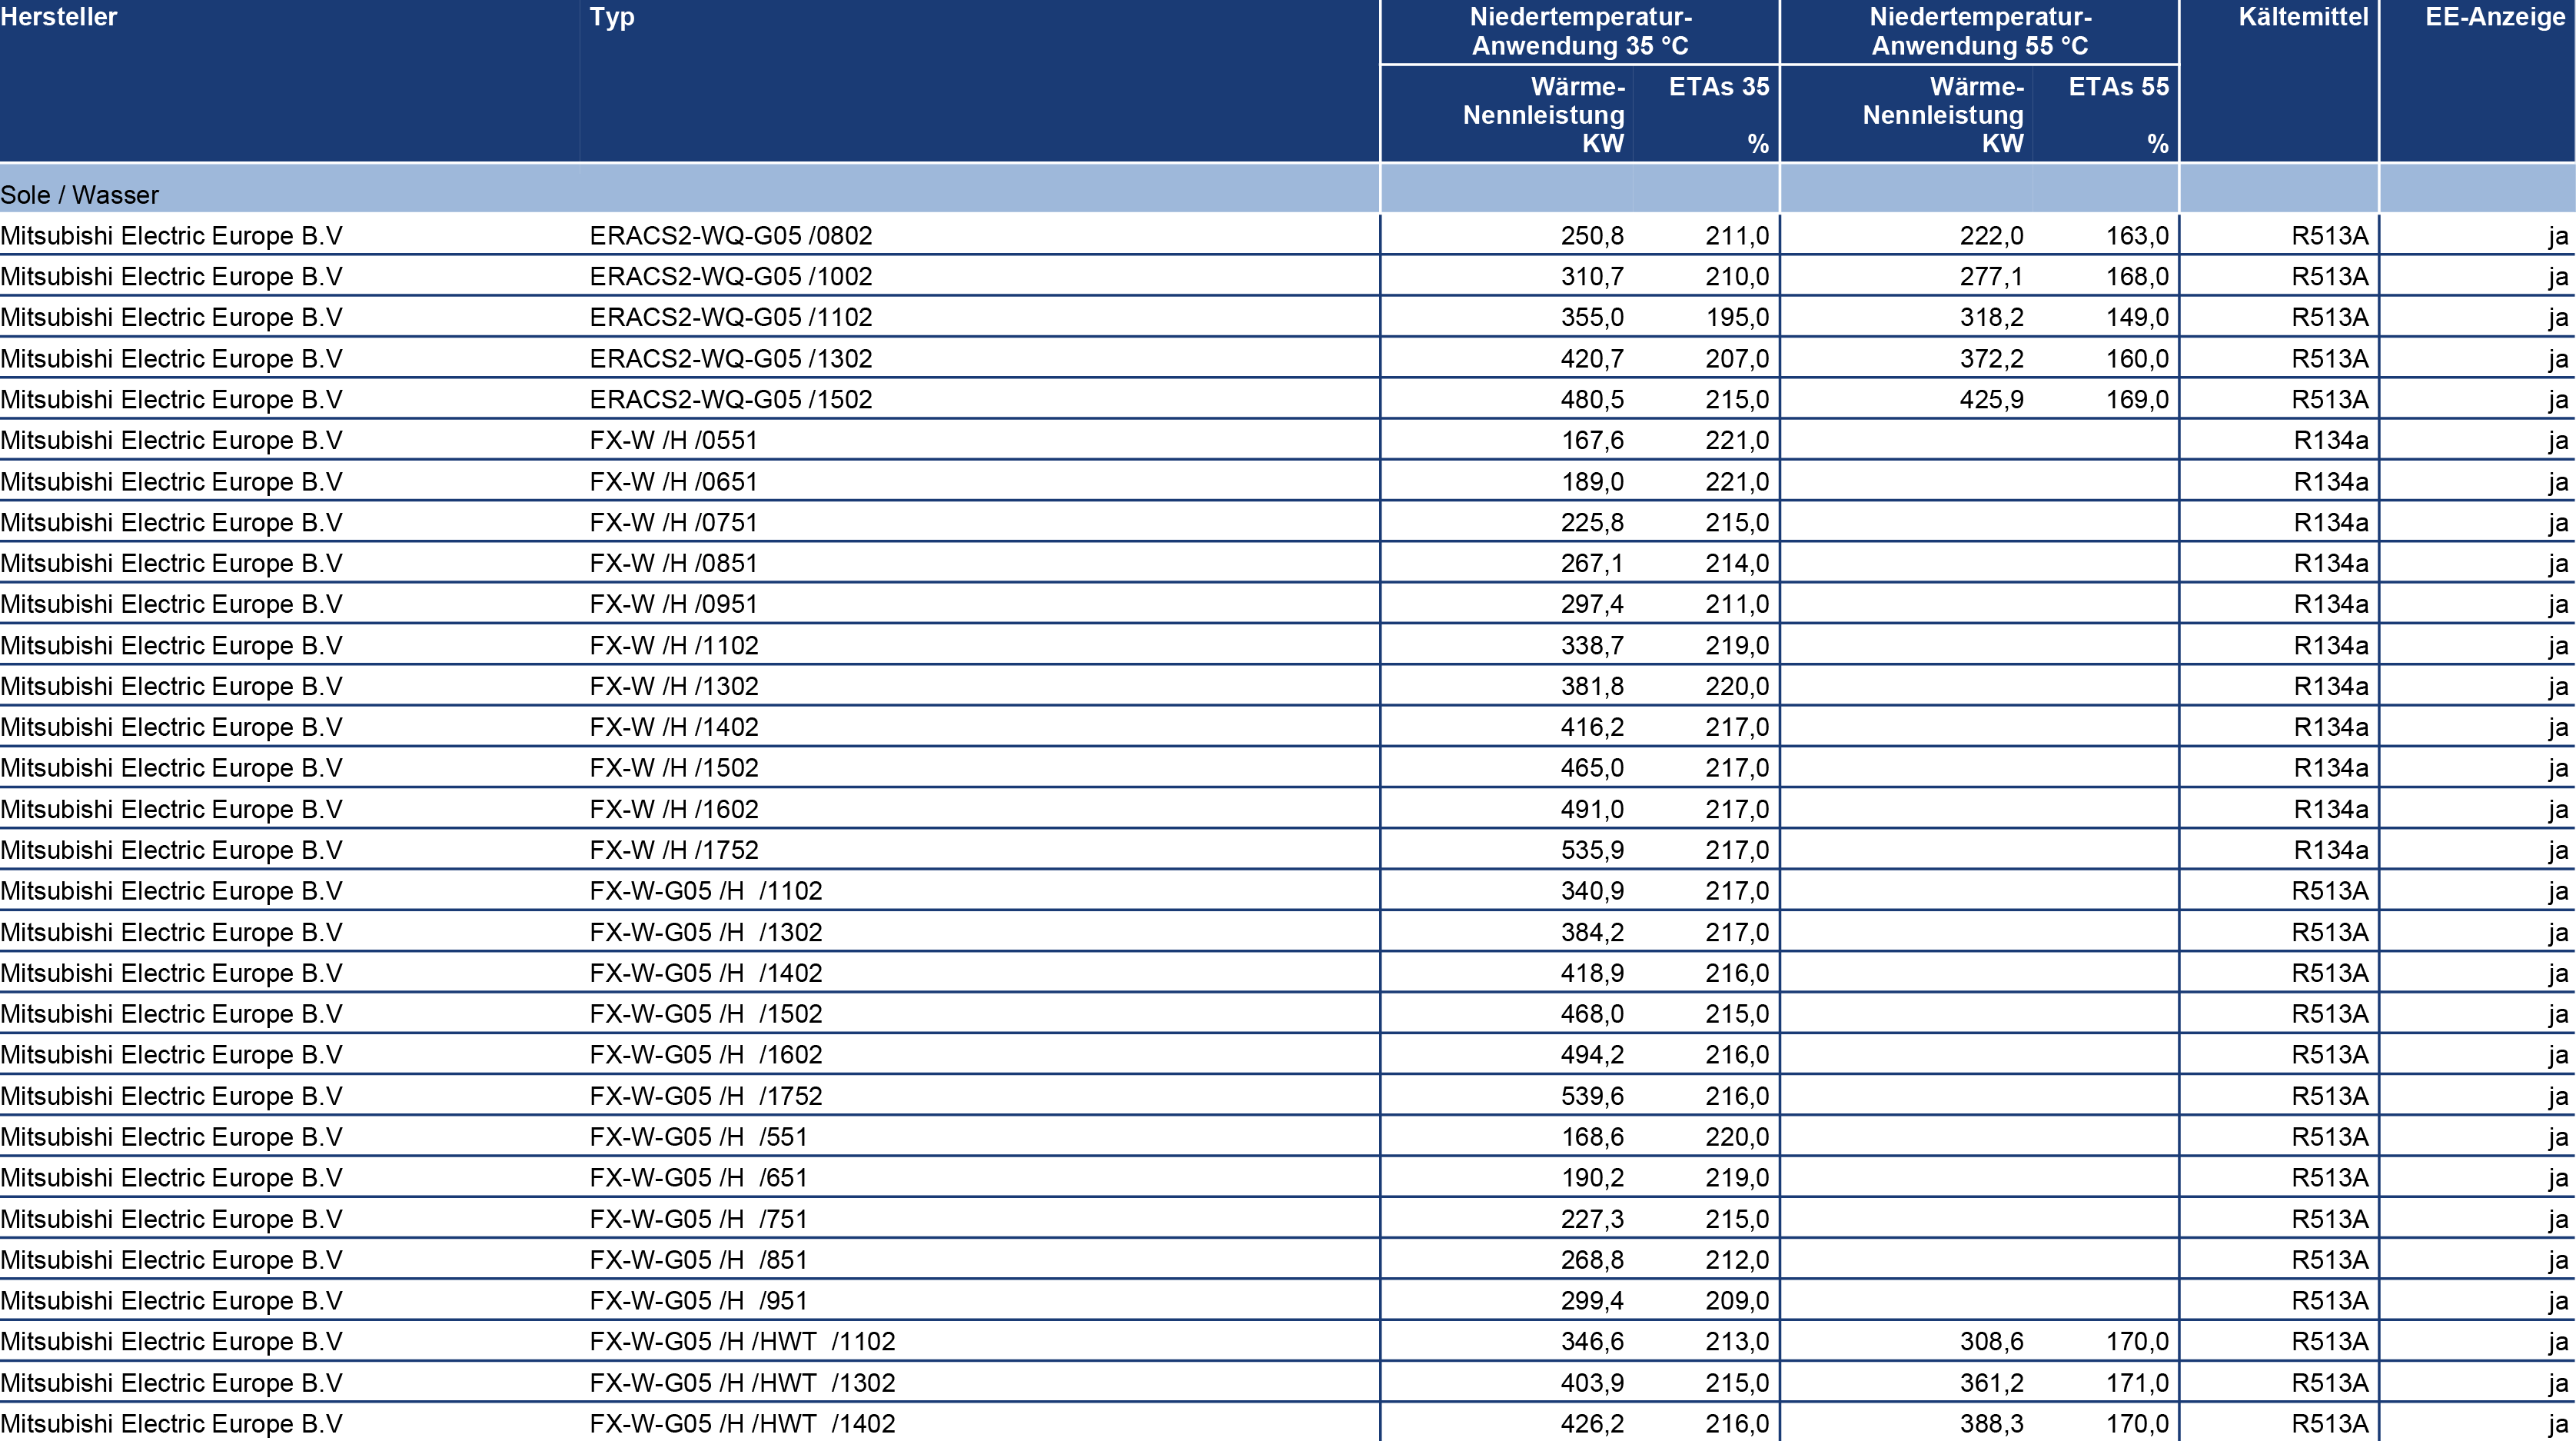 Hersteller Typ Niedertemperatur- Niedertemperatur- Kältemittel EE-Anzeige
Anwendung 35 °C Anwendung 55 °C
Wärme- ETAs 35 Wärme- ETAs 55
Nennleistung Nennleistung
KW % KW %
Sole / Wasser
Mitsubishi Electric Europe B.V ERACS2-WQ-G05 /0802 250,8 211,0 222,0 163,0 R513A ja
Mitsubishi Electric Europe B.V ERACS2-WQ-G05 /1002 310,7 210,0 277,1 168,0 R513A ja
Mitsubishi Electric Europe B.V ERACS2-WQ-G05 /1102 355,0 195,0 318,2 149,0 R513A ja
Mitsubishi Electric Europe B.V ERACS2-WQ-G05 /1302 420,7 207,0 372,2 160,0 R513A ja
Mitsubishi Electric Europe B.V ERACS2-WQ-G05 /1502 480,5 215,0 425,9 169,0 R513A ja
Mitsubishi Electric Europe B.V FX-W /H /0551 167,6 221,0 R134a ja
Mitsubishi Electric Europe B.V FX-W /H /0651 189,0 221,0 R134a ja
Mitsubishi Electric Europe B.V FX-W /H /0751 225,8 215,0 R134a ja
Mitsubishi Electric Europe B.V FX-W /H /0851 267,1 214,0 R134a ja
Mitsubishi Electric Europe B.V FX-W /H /0951 297,4 211,0 R134a ja
Mitsubishi Electric Europe B.V FX-W /H /1102 338,7 219,0 R134a ja
Mitsubishi Electric Europe B.V FX-W /H /1302 381,8 220,0 R134a ja
Mitsubishi Electric Europe B.V FX-W /H /1402 416,2 217,0 R134a ja
Mitsubishi Electric Europe B.V FX-W /H /1502 465,0 217,0 R134a ja
Mitsubishi Electric Europe B.V FX-W /H /1602 491,0 217,0 R134a ja
Mitsubishi Electric Europe B.V FX-W /H /1752 535,9 217,0 R134a ja
Mitsubishi Electric Europe B.V FX-W-G05 /H /1102 340,9 217,0 R513A ja
Mitsubishi Electric Europe B.V FX-W-G05 /H /1302 384,2 217,0 R513A ja
Mitsubishi Electric Europe B.V FX-W-G05 /H /1402 418,9 216,0 R513A ja
Mitsubishi Electric Europe B.V FX-W-G05 /H /1502 468,0 215,0 R513A ja
Mitsubishi Electric Europe B.V FX-W-G05 /H /1602 494,2 216,0 R513A ja
Mitsubishi Electric Europe B.V FX-W-G05 /H /1752 539,6 216,0 R513A ja
Mitsubishi Electric Europe B.V FX-W-G05 /H /551 168,6 220,0 R513A ja
Mitsubishi Electric Europe B.V FX-W-G05 /H /651 190,2 219,0 R513A ja
Mitsubishi Electric Europe B.V FX-W-G05 /H /751 227,3 215,0 R513A ja
Mitsubishi Electric Europe B.V FX-W-G05 /H /851 268,8 212,0 R513A ja
Mitsubishi Electric Europe B.V FX-W-G05 /H /951 299,4 209,0 R513A ja
Mitsubishi Electric Europe B.V FX-W-G05 /H /HWT /1102 346,6 213,0 308,6 170,0 R513A ja
Mitsubishi Electric Europe B.V FX-W-G05 /H /HWT /1302 403,9 215,0 361,2 171,0 R513A ja
Mitsubishi Electric Europe B.V FX-W-G05 /H /HWT /1402 426,2 216,0 388,3 170,0 R513A ja